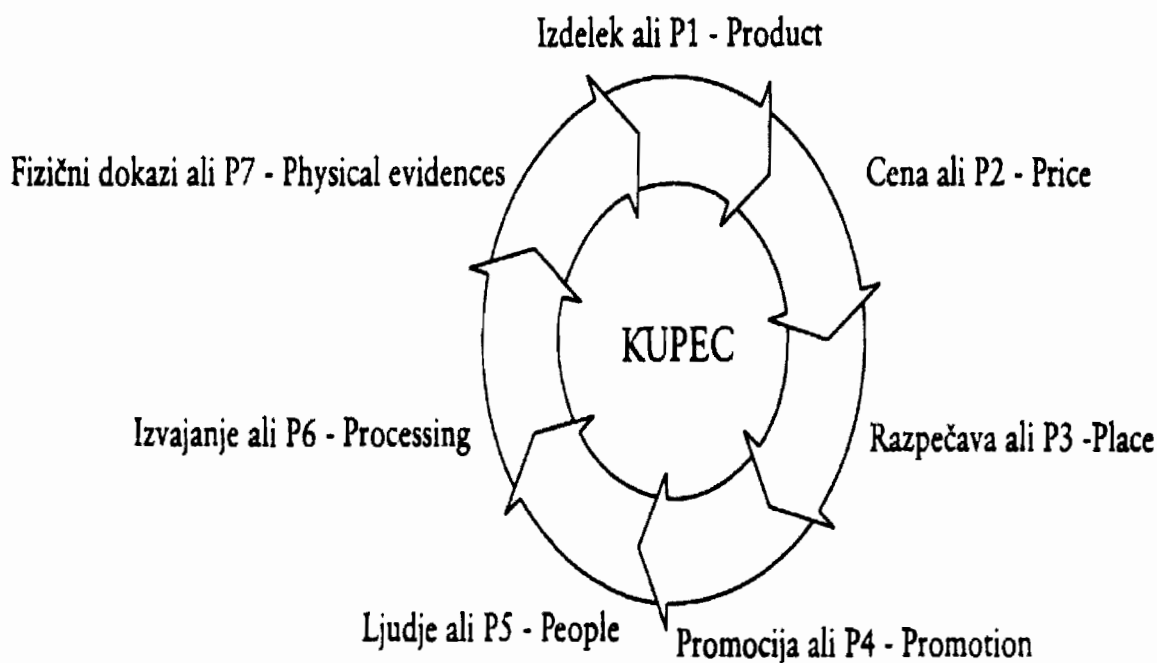 Izdelek ali P1 - Product
Fizični dokazi ali P7 - Physical evidences
Cena ali P2 - Price
KUPEC
Izvajanje ali P6 - Processing
Razpečava ali P3 -Place
Ljudje ali P5 - People
Promocija ali P4 - Promotion